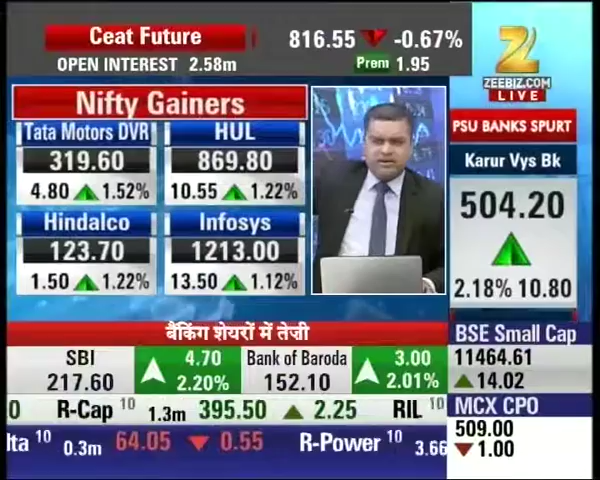 Ceat Future
OPEN INTEREST 2.58m
816.55 -0.67%
Prem 1.95
ZEEBIZ.COM
LIVE
Nifty Gainers
Tata Motors DVR
319.60
4.80 1.52%
HUL
869.80
10.55 1.22%
Hindalco
123.70
1.50 1.22%
Infosys
1213.00
13.50 1.12%
PSU BANKS SPURT
Karur Vys Bk
504.20
2.18% 10.80
बैंकिंग शेयरों में तेज़ी
SBI
217.60
4.70
2.20%
Bank of Baroda
152.10
3.00
2.01%
BSE Small Cap
11464.61
14.02
MCX CPO
509.00
1.00
0 R-Cap 10 1.3m 395.50 2.25 RIL 10
lta 10 0.3m 64.05 0.55 R-Power 10 3.66